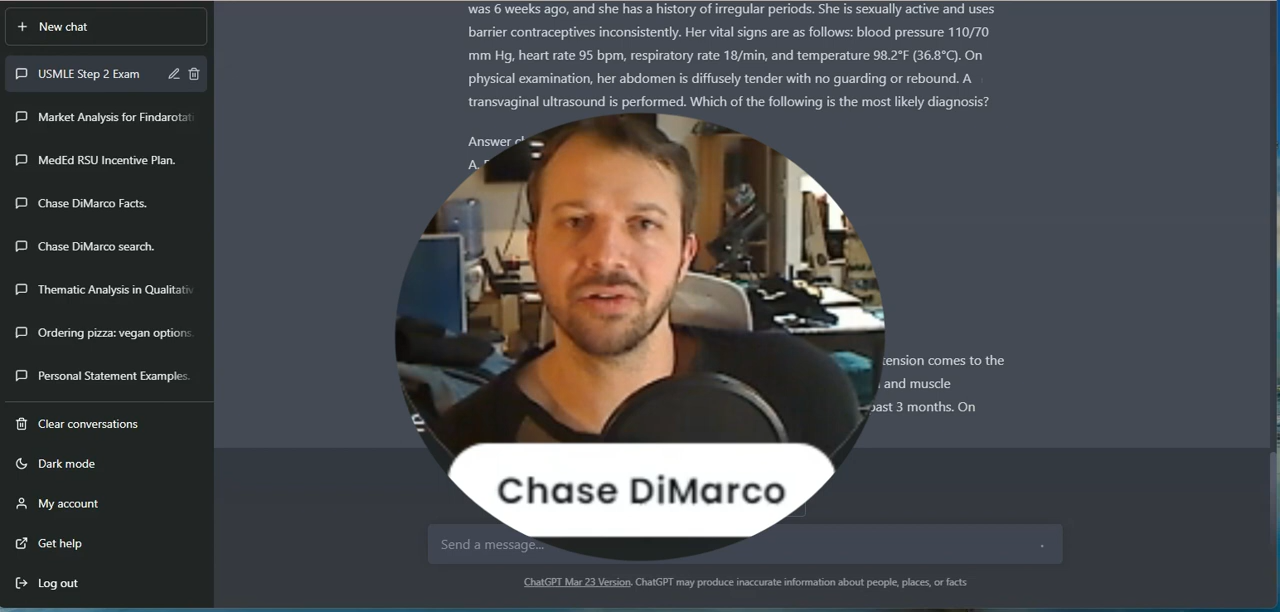 New chat
USMLE Step 2 Exam
Market Analysis for
MedEd RSU Incentive Plan.
Chase DiMarco Facts.
Chase DiMarco search.
Thematic Analysis in
Ordering pizza: vegan options.
Personal Statement Examples.
Clear conversations
Dark mode
My account
Get help
Log out
was 6 weeks ago, and she has a history of irregular periods. She is sexually active and uses
barrier contraceptives inconsistently. Her vital signs are as follows: blood pressure 110/70
mm Hg, heart rate 95 bpm, respiratory rate 18/min, and temperature 98.2°F (36.8°C). On
physical examination, her abdomen is diffusely tender with no guarding or rebound. A
transvaginal ultrasound is performed. Which of the following is the most likely diagnosis?
Answer
A.
comes to the
and muscle
past 3 months. On
Chase DiMarco
Send a message...
ChatGPT Mar 23 Version. ChatGPT may produce inaccurate information about people, places, or facts